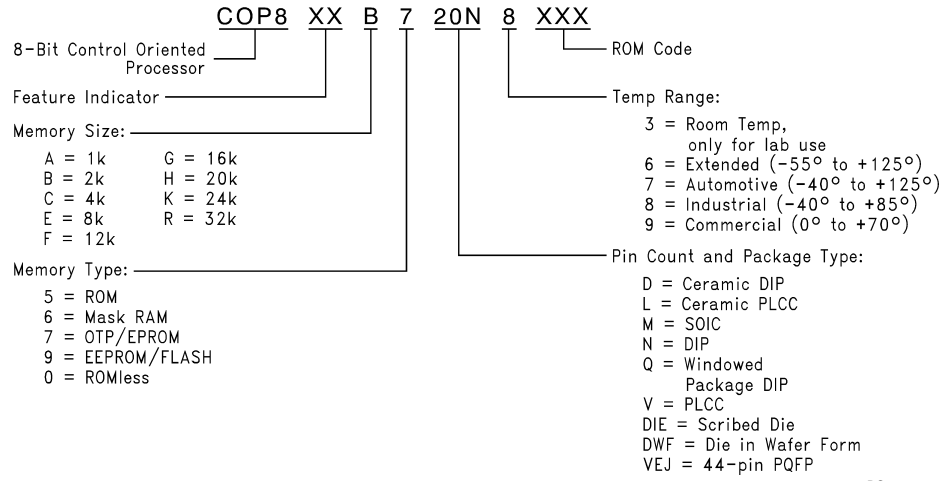 COP8 XX B 7 20N 8 XXX
8-Bit Control Oriented
Processor
Feature Indicator
Memory Size:
A = 1k G = 16k
B = 2k H = 20k
C = 4k K = 24k
E = 8k R = 32k
F = 12k
Memory Type:
5 = ROM
6 = Mask RAM
7 = OTP/EPROM
9 = EEPROM/FLASH
0 = ROMless
ROM Code
Temp Range:
3 = Room Temp,
only for lab use
6 = Extended (-55° to +125°)
7 = Automotive (-40° to +125°)
8 = Industrial (-40° to +85°)
9 = Commercial (0° to +70°)
Pin Count and Package Type:
D = Ceramic DIP
L = Ceramic PLCC
M = SOIC
N = DIP
Q = Windowed
Package DIP
V = PLCC
DIE = Scribed Die
DWF = Die in Wafer Form
VEJ = 44-pin PQFP